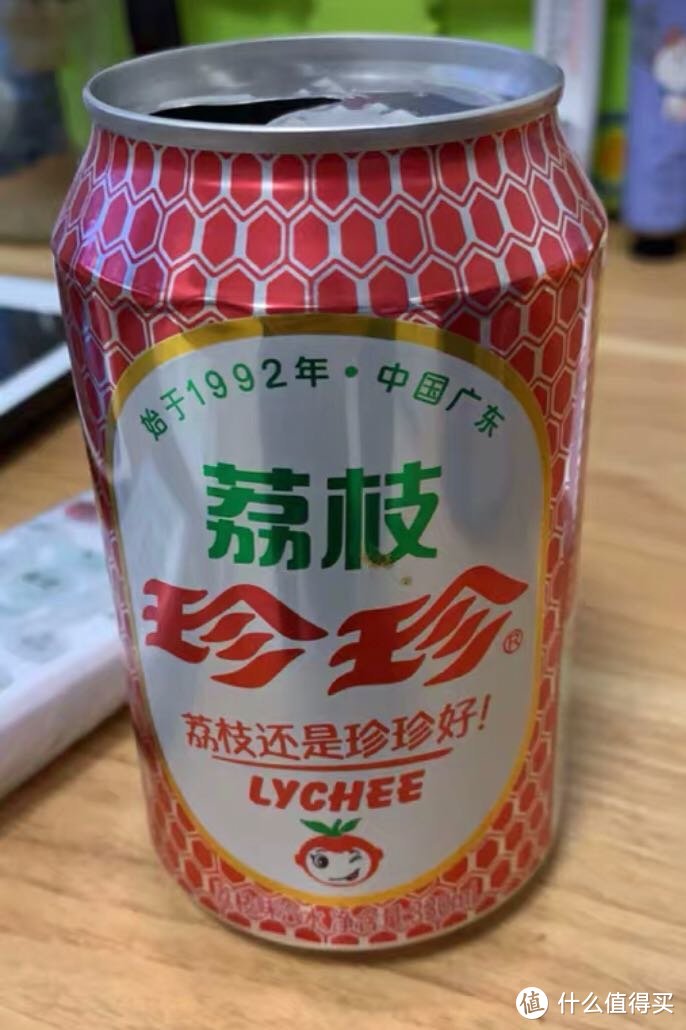 始于1992年·中国广东
荔枝
珍珍®
荔枝还是珍珍好!
LYCHEE
值 什么值得买